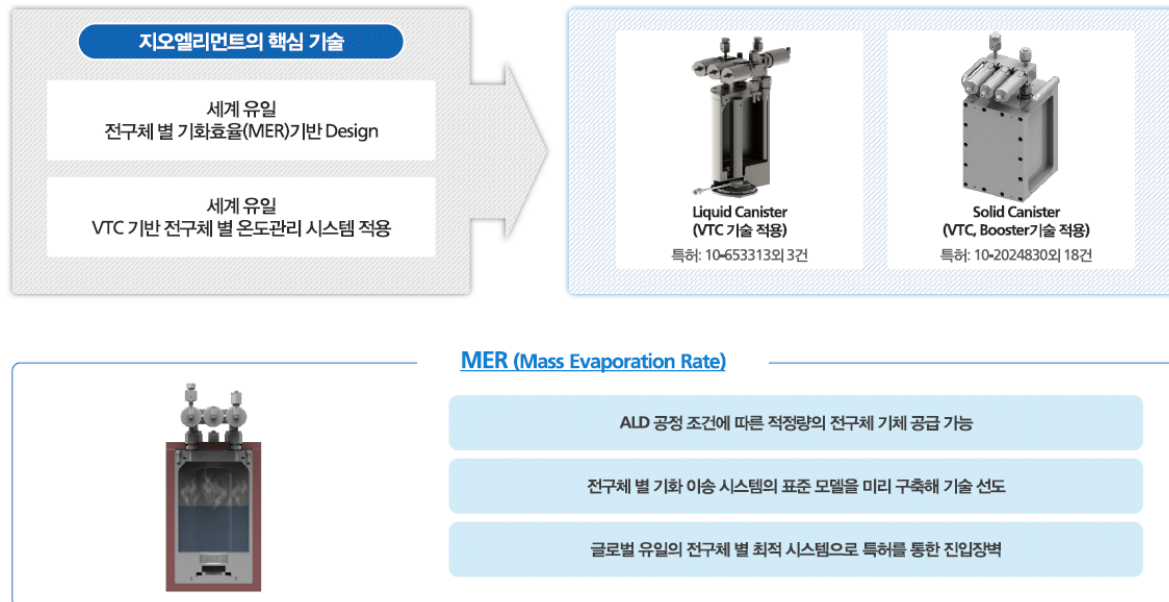 지오엘리먼트의 핵심 기술
세계 유일
전구체 별 기화효율(MER)기반 Design
세계 유일
VTC 기반 전구체 별 온도관리 시스템 적용
Liquid Canister
(VTC 기술 적용)
특허: 10-653313외 3건
Solid Canister
(VTC, Booster기술 적용)
특허: 10-2024830외 18건
MER (Mass Evaporation Rate)
ALD 공정 조건에 따른 적정량의 전구체 기체 공급 가능
전구체 별 기화 이송 시스템의 표준 모델을 미리 구축해 기술 선도
글로벌 유일의 전구체 별 최적 시스템으로 특허를 통한 진입장벽